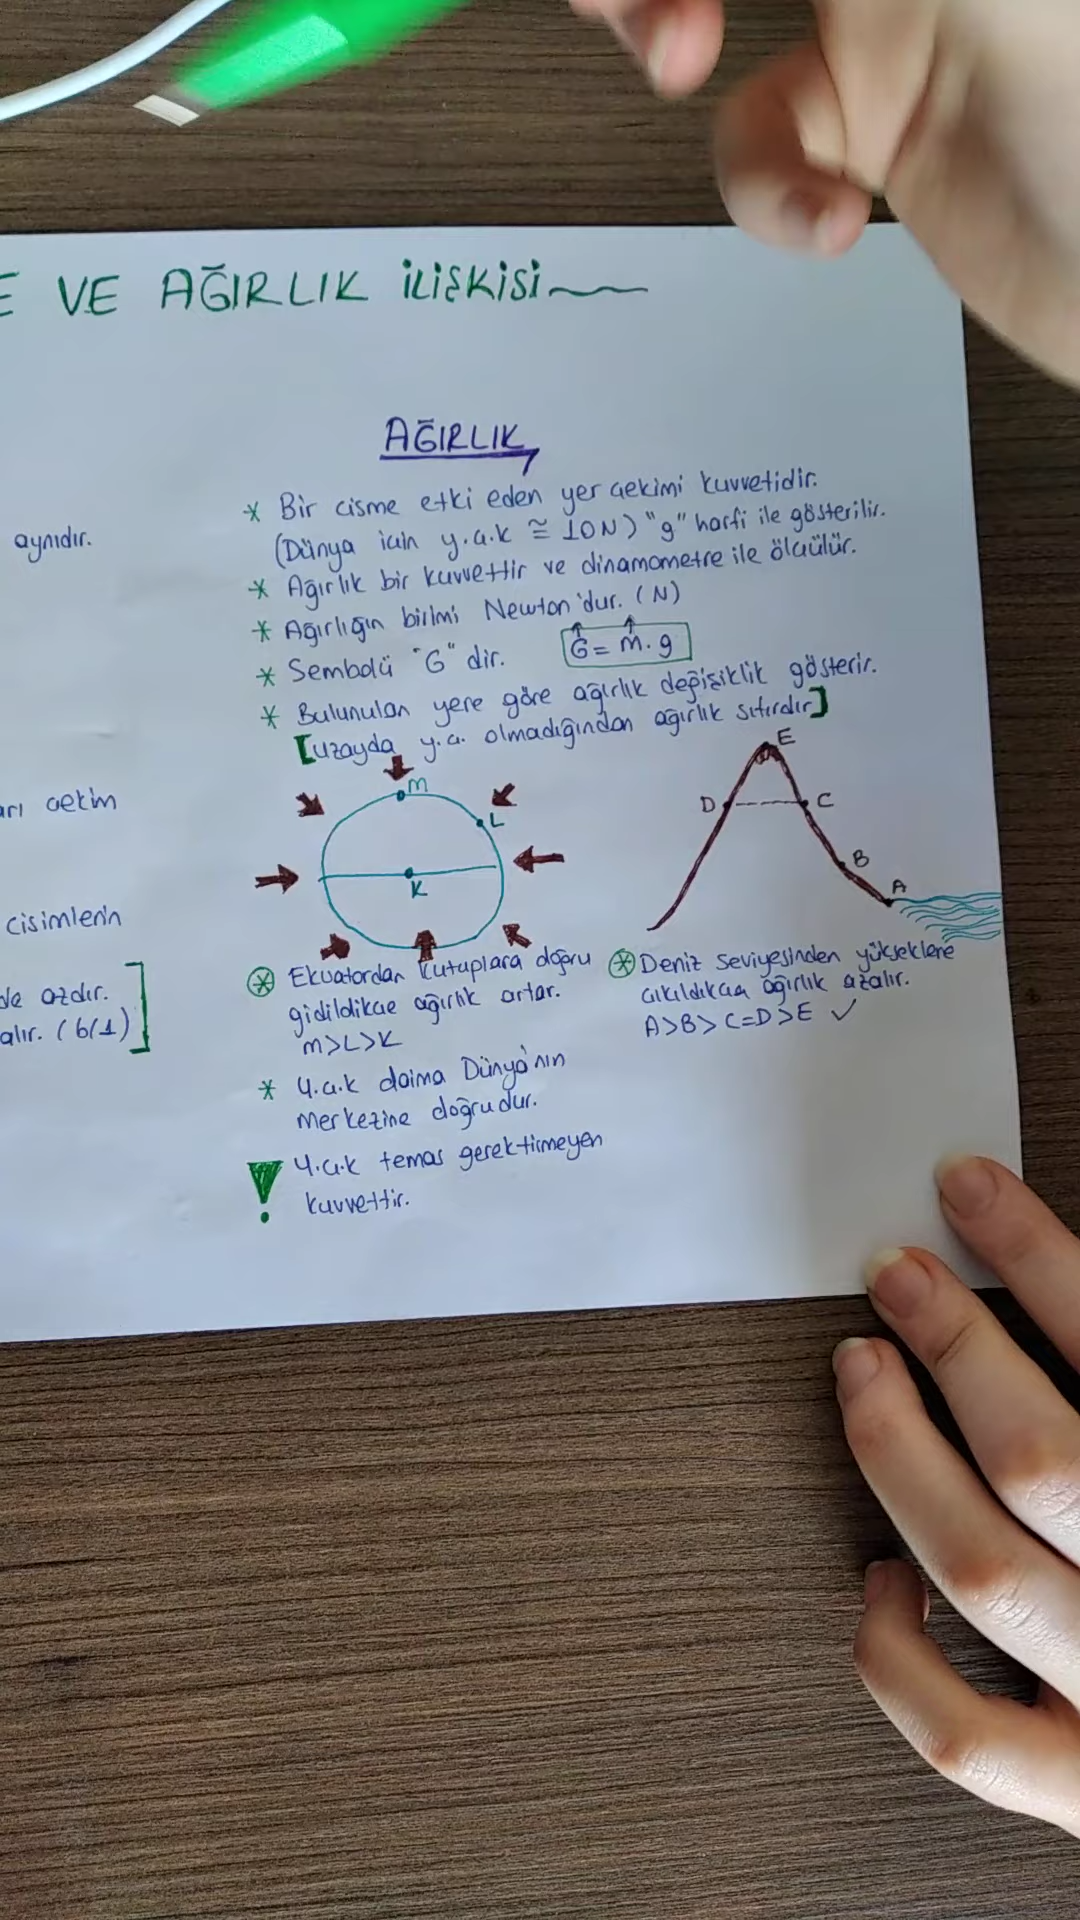 VE AĞIRLIK İLİŞKİSİ
aynıdır.
çekim
cisimlerin
azdır.
(6/1)
AĞIRLIK
* Bir cisme etki eden yer çekimi kuvvetidir.
(Dünya için y.ç.k ≅ 10N) "g" harfi ile gösterilir.
* Ağırlık bir kuvvettir ve dinamometre ile ölçülür.
* Ağırlığın birimi Newton'dur. (N)
* Sembolü "G" dir. G = m.g
* Bulunulan yere göre ağırlık değişiklik gösterir.
[uzayda y.ç. olmadığından ağırlık sıfırdır]
M
L
K
E
D C
B
A
* Ekvatordan kutuplara doğru
gidildikçe ağırlık artar.
M>L>K
* Y.ç.k daima Dünya'nın
merkezine doğrudur.
! Y.ç.k temas gerektirmeyen
kuvvettir.
* Deniz seviyesinden yükseklere
çıkıldıkça ağırlık azalır.
A>B>C=D>E ✓